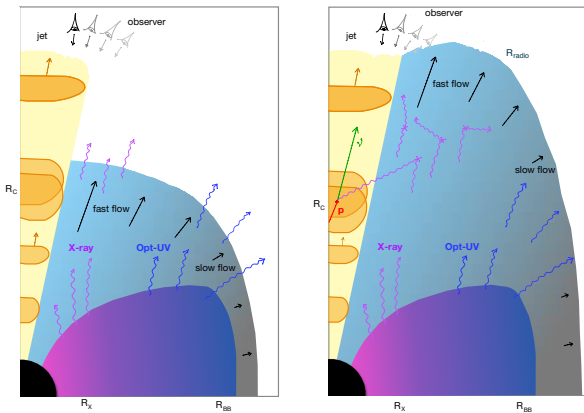 jet
observer
R_C
fast flow
X-ray
Opt-UV
slow flow
R_X
R_BB
jet
observer
R_radio
fast flow
ν
slow flow
R_C
p
X-ray
Opt-UV
R_X
R_BB